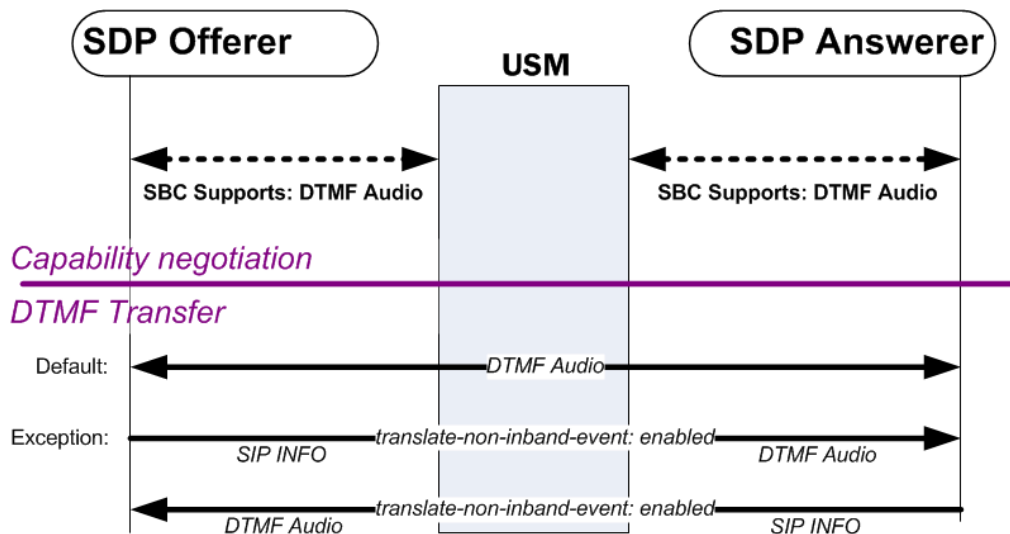 SDP Offerer
SDP Answerer
USM
SBC Supports: DTMF Audio
SBC Supports: DTMF Audio
Capability negotiation
DTMF Transfer
Default:
DTMF Audio
Exception:
translate-non-inband-event: enabled
SIP INFO
DTMF Audio
translate-non-inband-event: enabled
DTMF Audio
SIP INFO